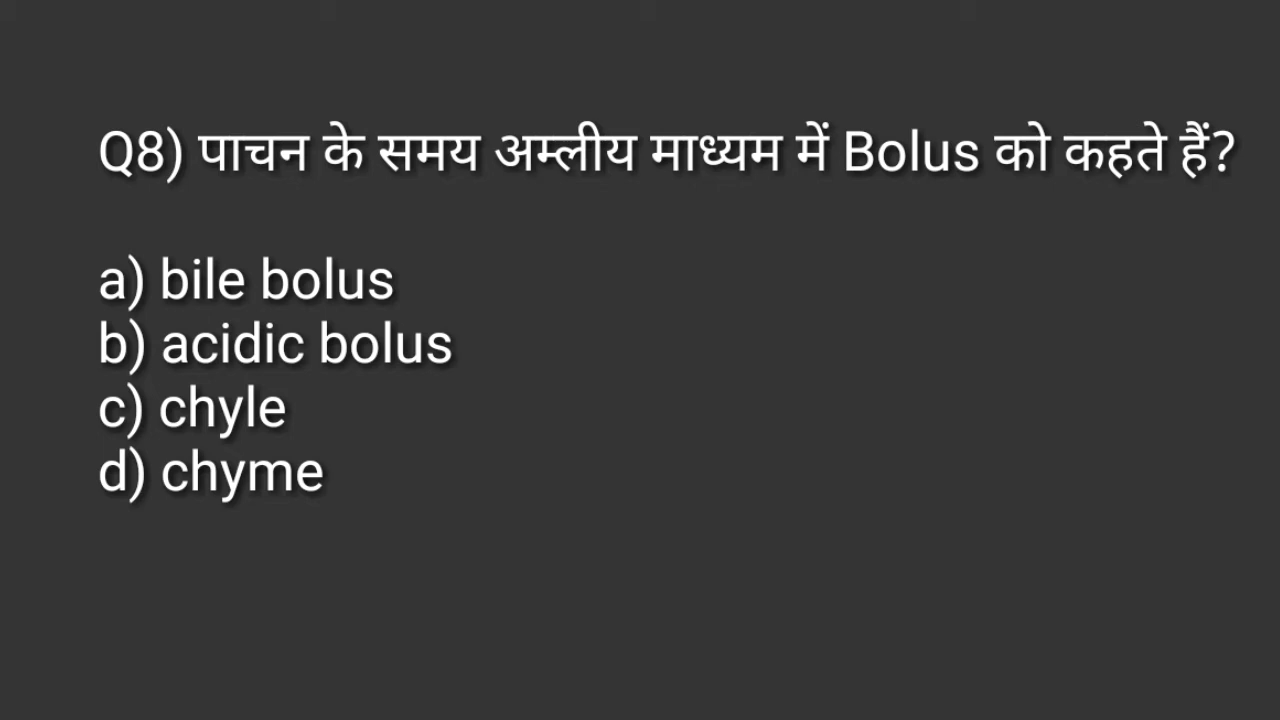 Q8) पाचन के समय अम्लीय माध्यम में Bolus को कहते हैं?
a) bile bolus
b) acidic bolus
c) chyle
d) chyme